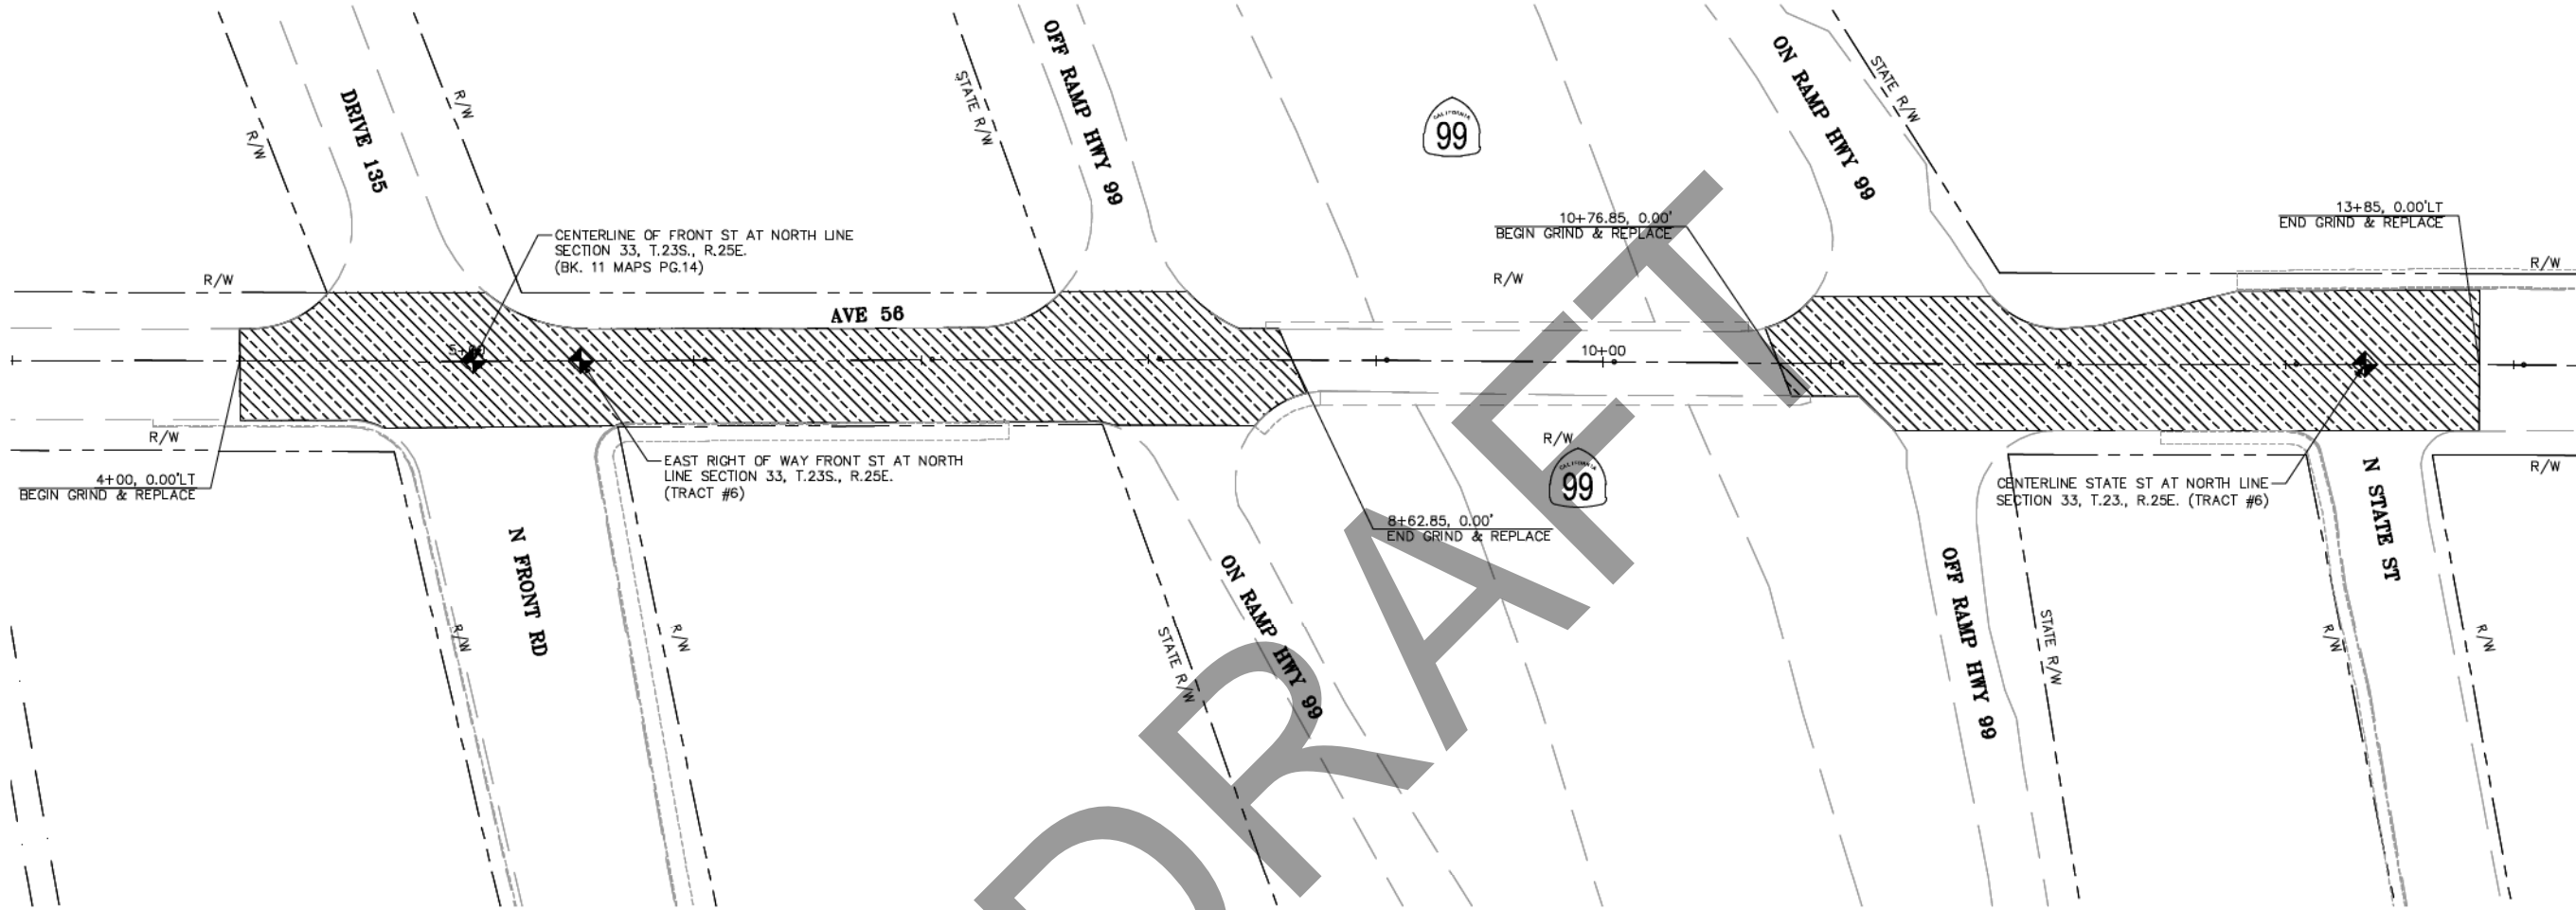 DRIVE 135
R/W
R/W
STATE R/W
OFF RAMP HWY 99
CALIFORNIA
99
ON RAMP HWY 99
STATE R/W
CENTERLINE OF FRONT ST AT NORTH LINE
SECTION 33, T.23S., R.25E.
(BK. 11 MAPS PG.14)
10+76.85, 0.00'
BEGIN GRIND & REPLACE
13+85, 0.00'LT
END GRIND & REPLACE
R/W
R/W
R/W
AVE 56
5+00
10+00
R/W
4+00, 0.00'LT
BEGIN GRIND & REPLACE
EAST RIGHT OF WAY FRONT ST AT NORTH
LINE SECTION 33, T.23S., R.25E.
(TRACT #6)
R/W
CALIFORNIA
99
8+62.85, 0.00'
END GRIND & REPLACE
CENTERLINE STATE ST AT NORTH LINE
SECTION 33, T.23., R.25E. (TRACT #6)
R/W
N FRONT RD
R/W
R/W
STATE R/W
ON RAMP HWY 99
OFF RAMP HWY 99
STATE R/W
N STATE ST
R/W
R/W
DRAFT